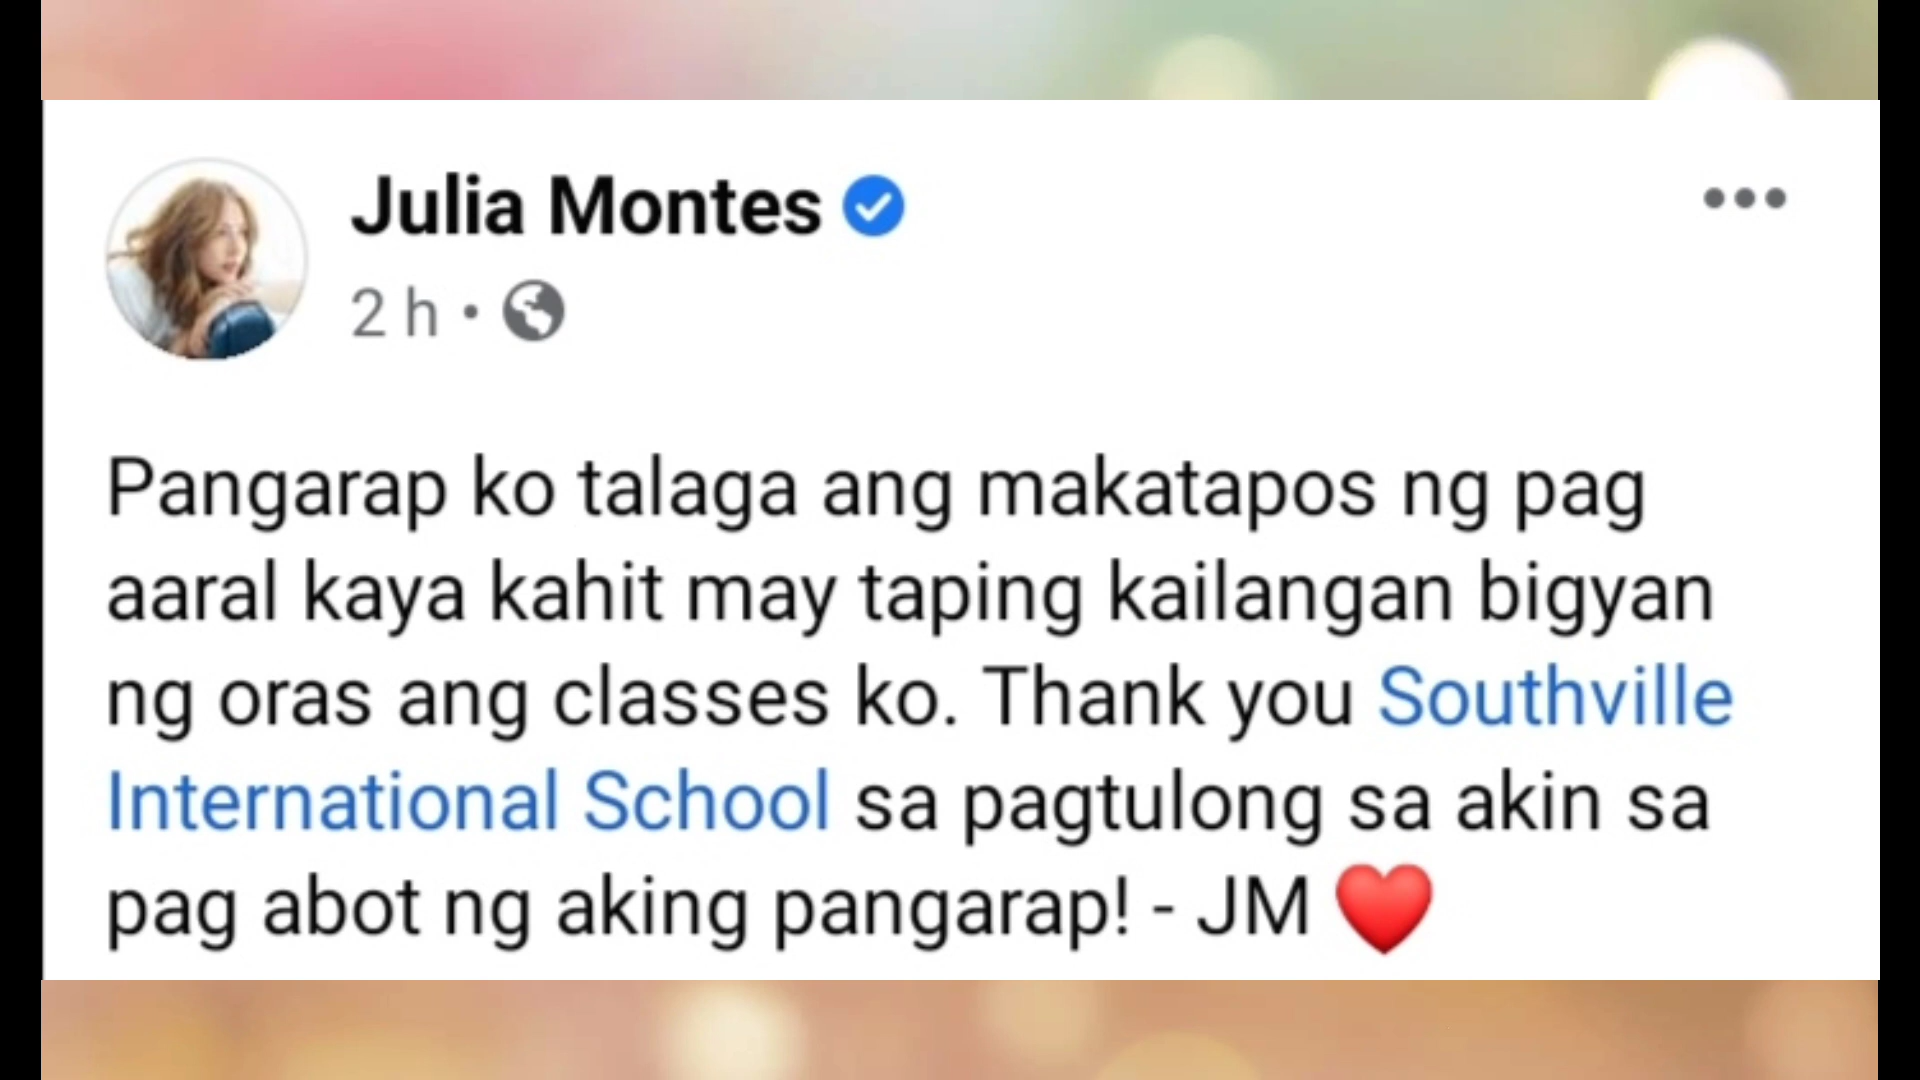 Julia Montes
2 h •
Pangarap ko talaga ang makatapos ng pag
aaral kaya kahit may taping kailangan bigyan
ng oras ang classes ko. Thank you Southville
International School sa pagtulong sa akin sa
pag abot ng aking pangarap! - JM ❤️